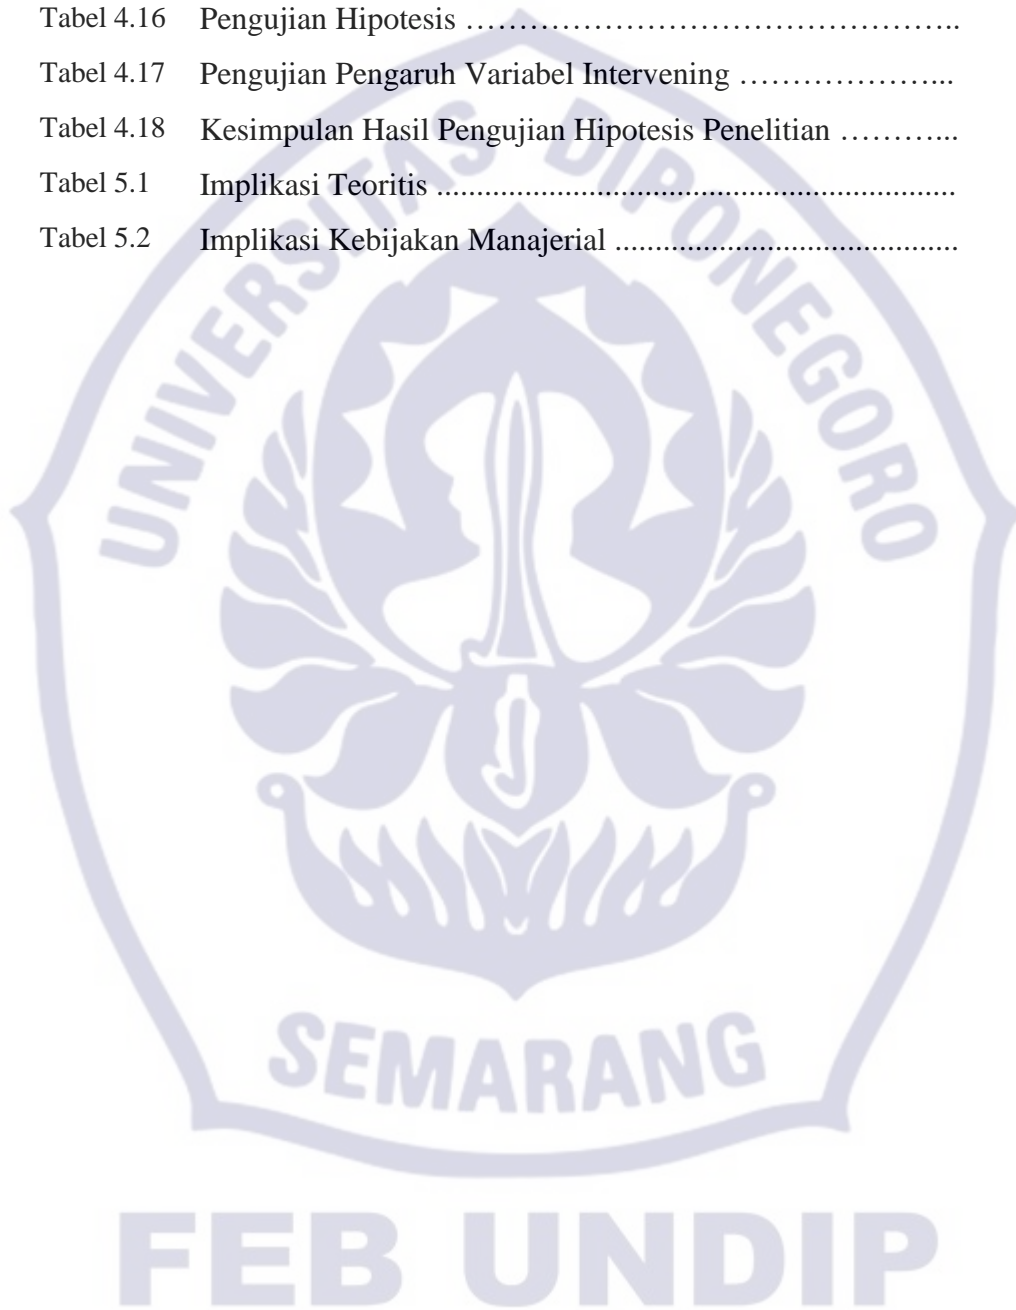 Tabel 4.16 Pengujian Hipotesis ………………………………………..
Tabel 4.17 Pengujian Pengaruh Variabel Intervening …………………...
Tabel 4.18 Kesimpulan Hasil Pengujian Hipotesis Penelitian ………...
Tabel 5.1 Implikasi Teoritis .................................................................
Tabel 5.2 Implikasi Kebijakan Manajerial ...........................................
UNIVERSITAS DIPONEGORO
SEMARANG
FEB UNDIP